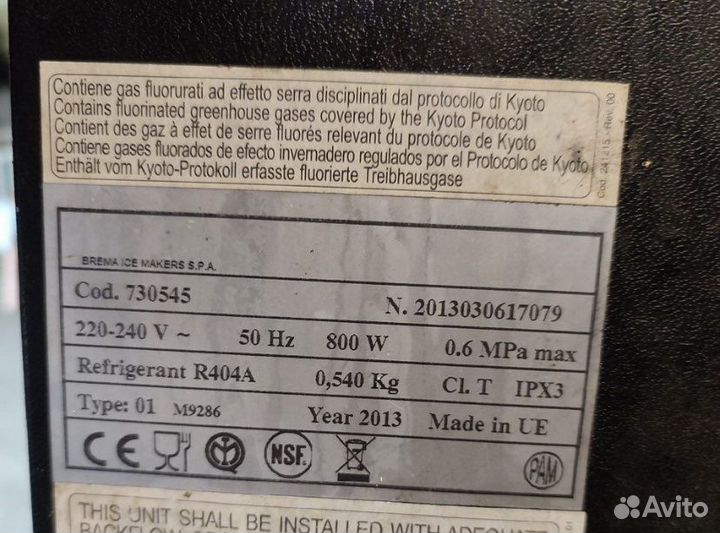 Contiene gas fluorurati ad effetto serra disciplinati dal protocollo di Kyoto
Contains fluorinated greenhouse gases covered by the Kyoto Protocol
Contient des gaz à effet de serre fluorés relevant du protocole de Kyoto
Contiene gases fluorados de efecto invernadero regulados por el Protocolo de Kyoto
Enthält vom Kyoto-Protokoll erfasste fluorierte Treibhausgase
Rev. 00
BREMA ICE MAKERS S.P.A.
Cod. 730545 N. 2013030617079
220-240 V ~ 50 Hz 800 W 0.6 MPa max
Refrigerant R404A 0,540 Kg Cl. T IPX3
Type: 01 M9286 Year 2013 Made in UE
CE NSF. PAM
THIS UNIT SHALL BE INSTALLED WITH ADEQUATE
BACKFLOW
Avito